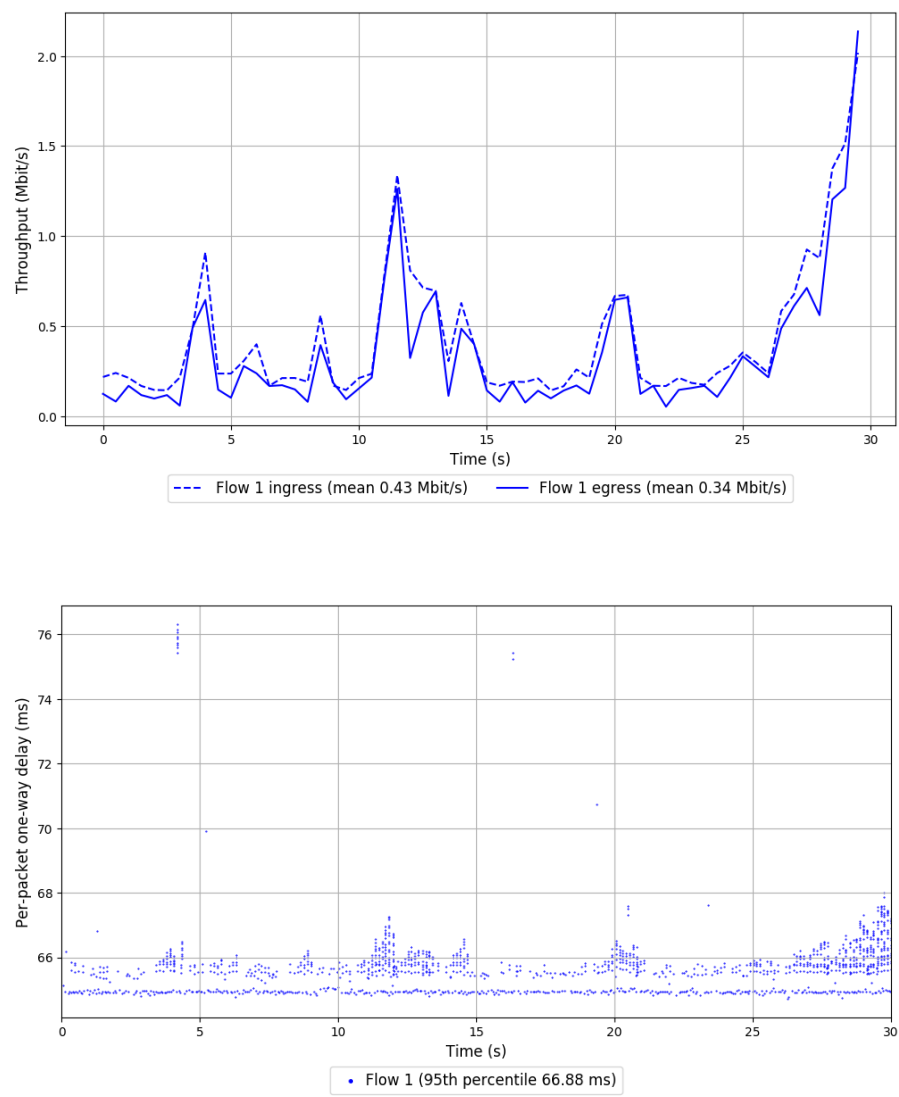 2.0
1.5
1.0
0.5
0.0
Throughput (Mbit/s)
0 5 10 15 20 25 30
Time (s)
Flow 1 ingress (mean 0.43 Mbit/s) Flow 1 egress (mean 0.34 Mbit/s)
76
74
72
70
68
66
Per-packet one-way delay (ms)
0 5 10 15 20 25 30
Time (s)
Flow 1 (95th percentile 66.88 ms)